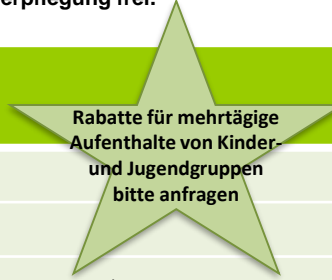 erpflegung frei.
Rabatte für mehrtägige
Aufenthalte von Kinder-
und Jugendgruppen
bitte anfragen